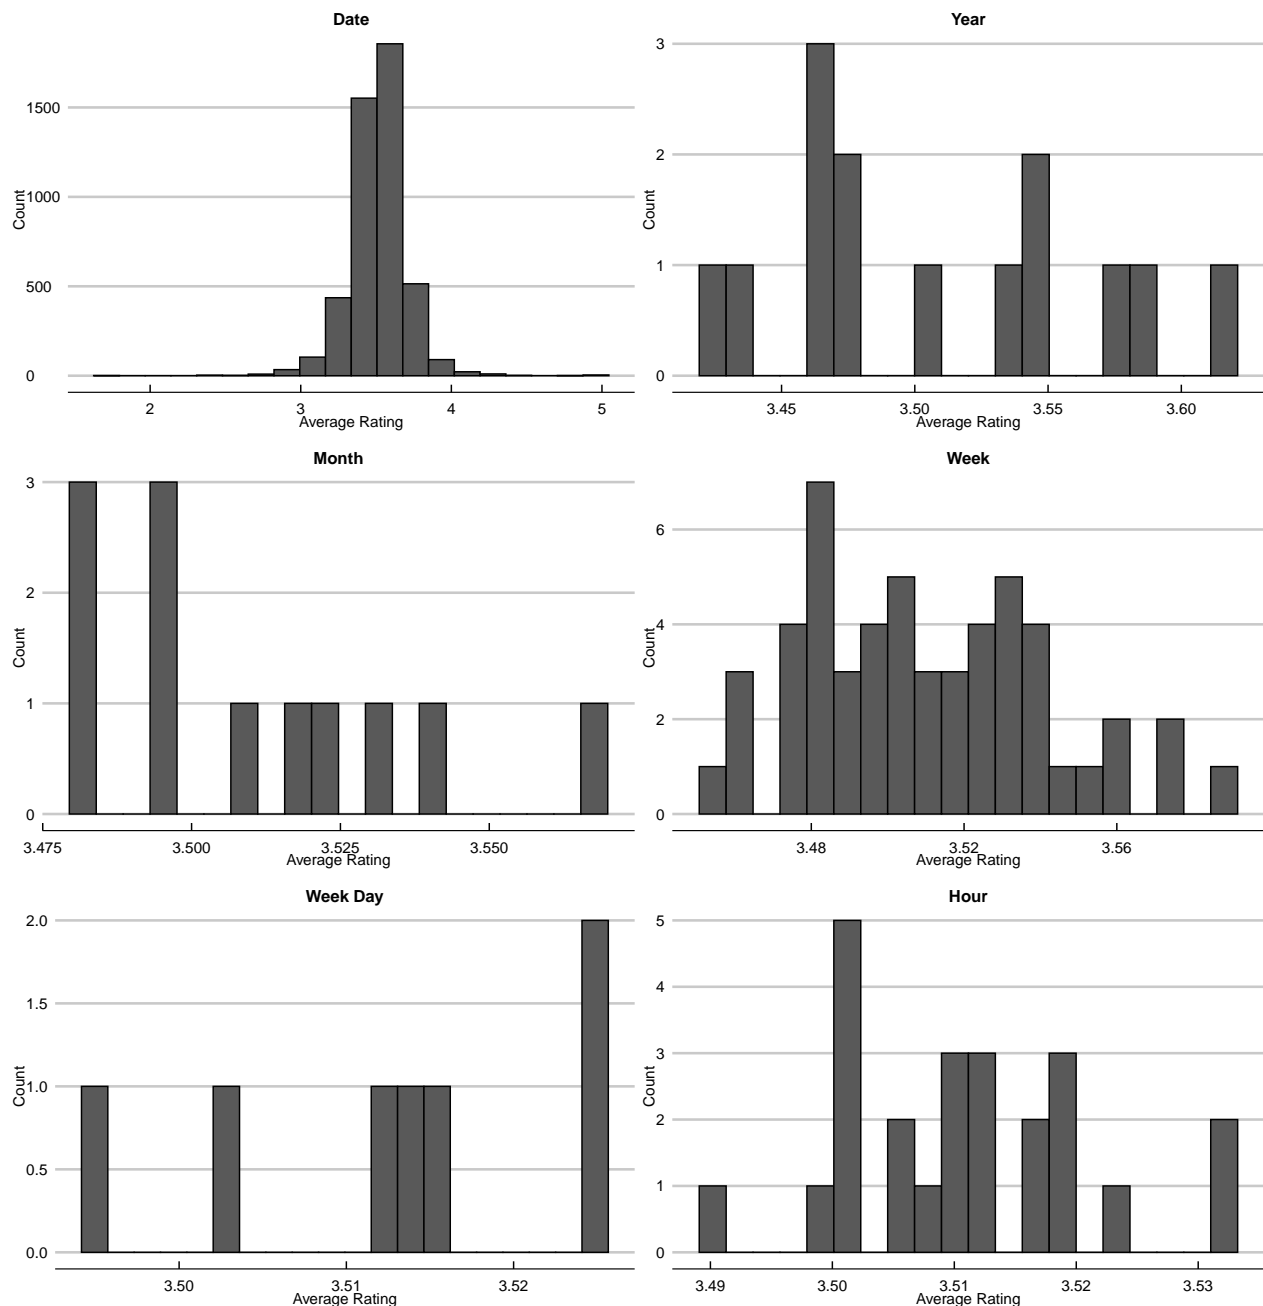 Date
Count
1500
1000
500
0
2 3 4 5
Average Rating
Year
Count
3
2
1
0
3.45 3.50 3.55 3.60
Average Rating
Month
Count
3
2
1
0
3.475 3.500 3.525 3.550
Average Rating
Week
Count
6
4
2
0
3.48 3.52 3.56
Average Rating
Week Day
Count
2.0
1.5
1.0
0.5
0.0
3.50 3.51 3.52
Average Rating
Hour
Count
5
4
3
2
1
0
3.49 3.50 3.51 3.52 3.53
Average Rating